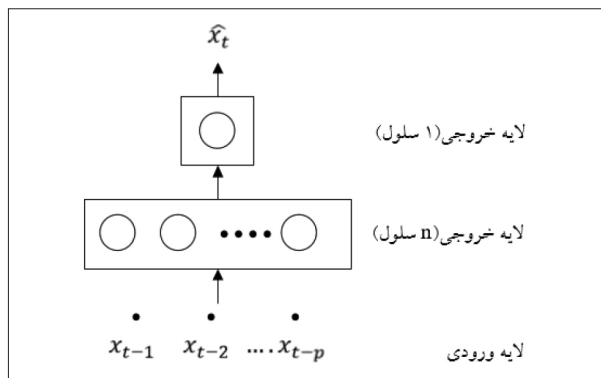 x̂_t
لایه خروجی(۱ سلول)
لایه خروجی(n سلول)
x_{t-1} x_{t-2} .... x_{t-p} لایه ورودی